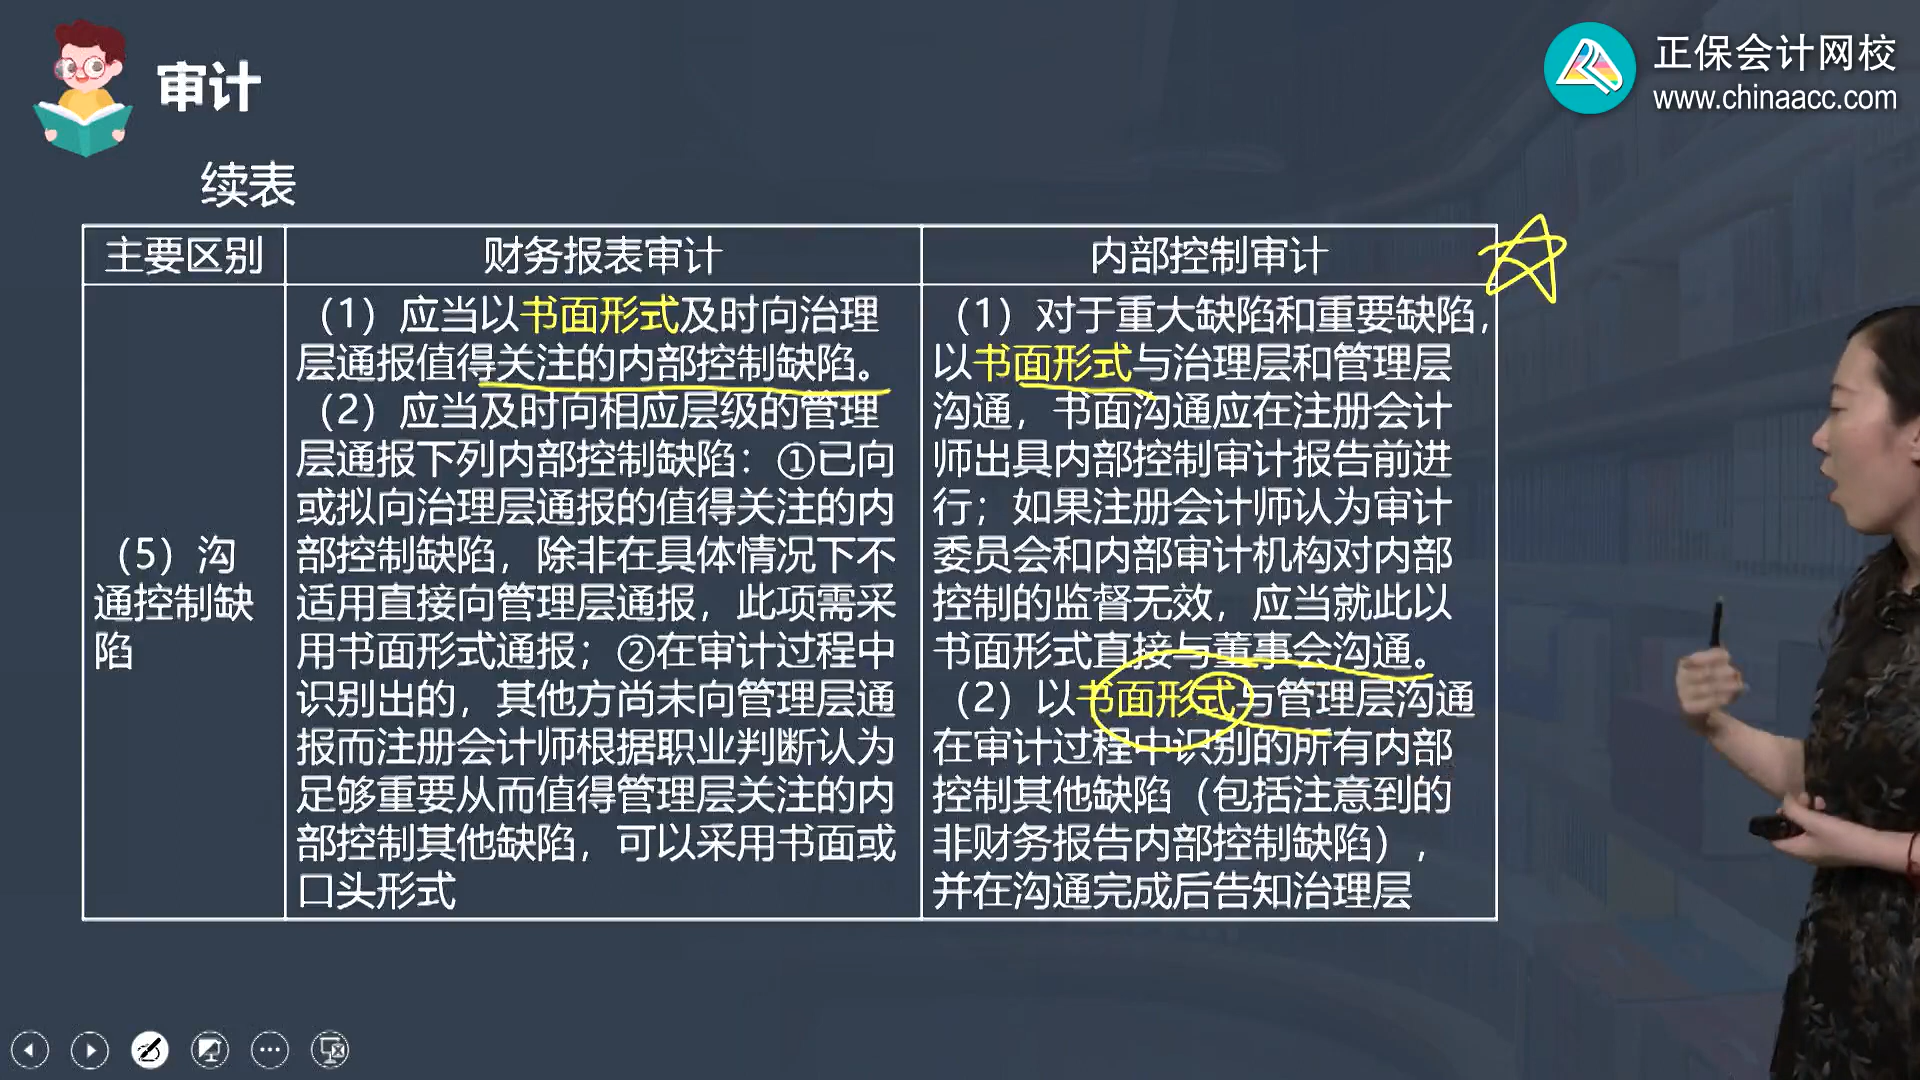 审计
正保会计网校
www.chinaacc.com
续表
主要区别
财务报表审计
内部控制审计
（5）沟
通控制缺
陷
（1）应当以书面形式及时向治理
层通报值得关注的内部控制缺陷。
（2）应当及时向相应层级的管理
层通报下列内部控制缺陷：①已向
或拟向治理层通报的值得关注的内
部控制缺陷，除非在具体情况下不
适用直接向管理层通报，此项需采
用书面形式通报；②在审计过程中
识别出的，其他方尚未向管理层通
报而注册会计师根据职业判断认为
足够重要从而值得管理层关注的内
部控制其他缺陷，可以采用书面或
口头形式
（1）对于重大缺陷和重要缺陷，
以书面形式与治理层和管理层
沟通，书面沟通应在注册会计
师出具内部控制审计报告前进
行；如果注册会计师认为审计
委员会和内部审计机构对内部
控制的监督无效，应当就此以
书面形式直接与董事会沟通。
（2）以书面形式与管理层沟通
在审计过程中识别的所有内部
控制其他缺陷（包括注意到的
非财务报告内部控制缺陷），
并在沟通完成后告知治理层